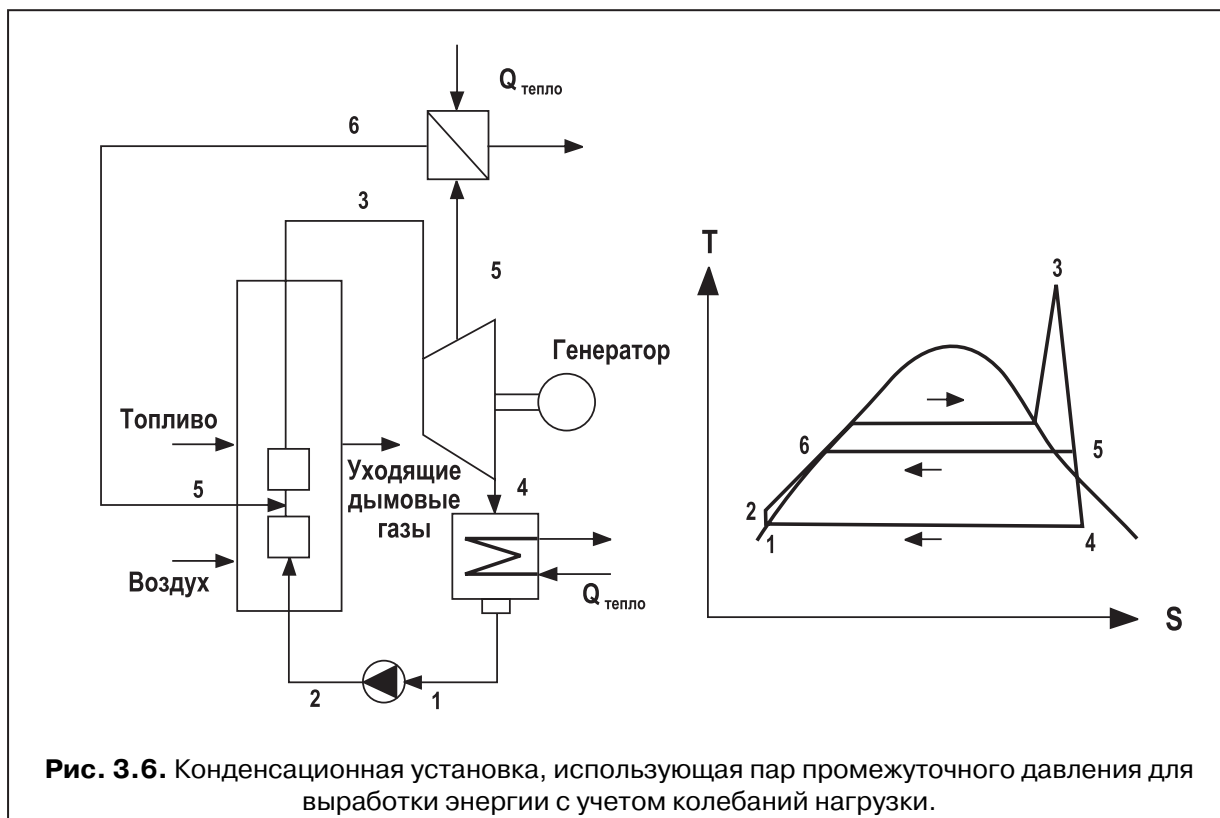 Q тепло
6
3
5
T
3
Генератор
Топливо
6
5
5
Уходящие
дымовые
газы
4
2
1
4
Воздух
Q тепло
S
2
1
Рис. 3.6. Конденсационная установка, использующая пар промежуточного давления для
выработки энергии с учетом колебаний нагрузки.